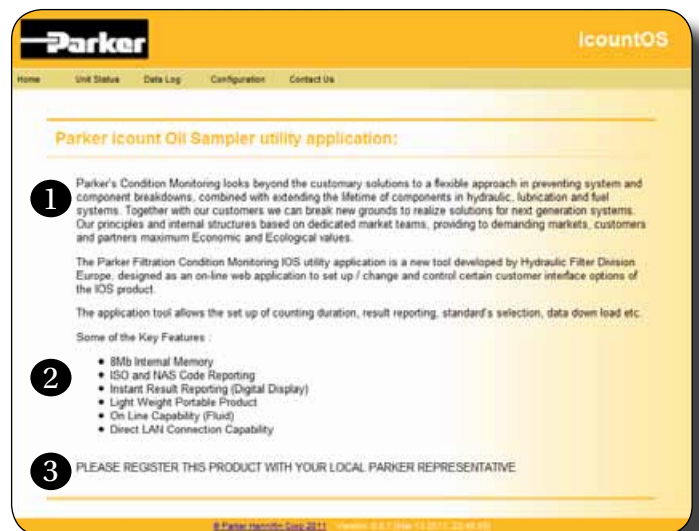 Parker
IcountOS
Home Unit Status Data Log Configuration Contact Us
Parker icount Oil Sampler utility application:
1
Parker's Condition Monitoring looks beyond the customary solutions to a flexible approach in preventing system and
component breakdowns, combined with extending the lifetime of components in hydraulic, lubrication and fuel
systems. Together with our customers we can break new grounds to realize solutions for next generation systems.
Our principles and internal structures based on dedicated market teams, providing to demanding markets, customers
and partners maximum Economic and Ecological values.
The Parker Filtration Condition Monitoring IOS utility application is a new tool developed by Hydraulic Filter Division
Europe, designed as an on-line web application to set up / change and control certain customer interface options of
the IOS product.
The application tool allows the set up of counting duration, result reporting, standard's selection, data down load etc.
Some of the Key Features :
2
• 8Mb Internal Memory
• ISO and NAS Code Reporting
• Instant Result Reporting (Digital Display)
• Light Weight Portable Product
• On Line Capability (Fluid)
• Direct LAN Connection Capability
3
PLEASE REGISTER THIS PRODUCT WITH YOUR LOCAL PARKER REPRESENTATIVE
© Parker Hannifin Corp 2011